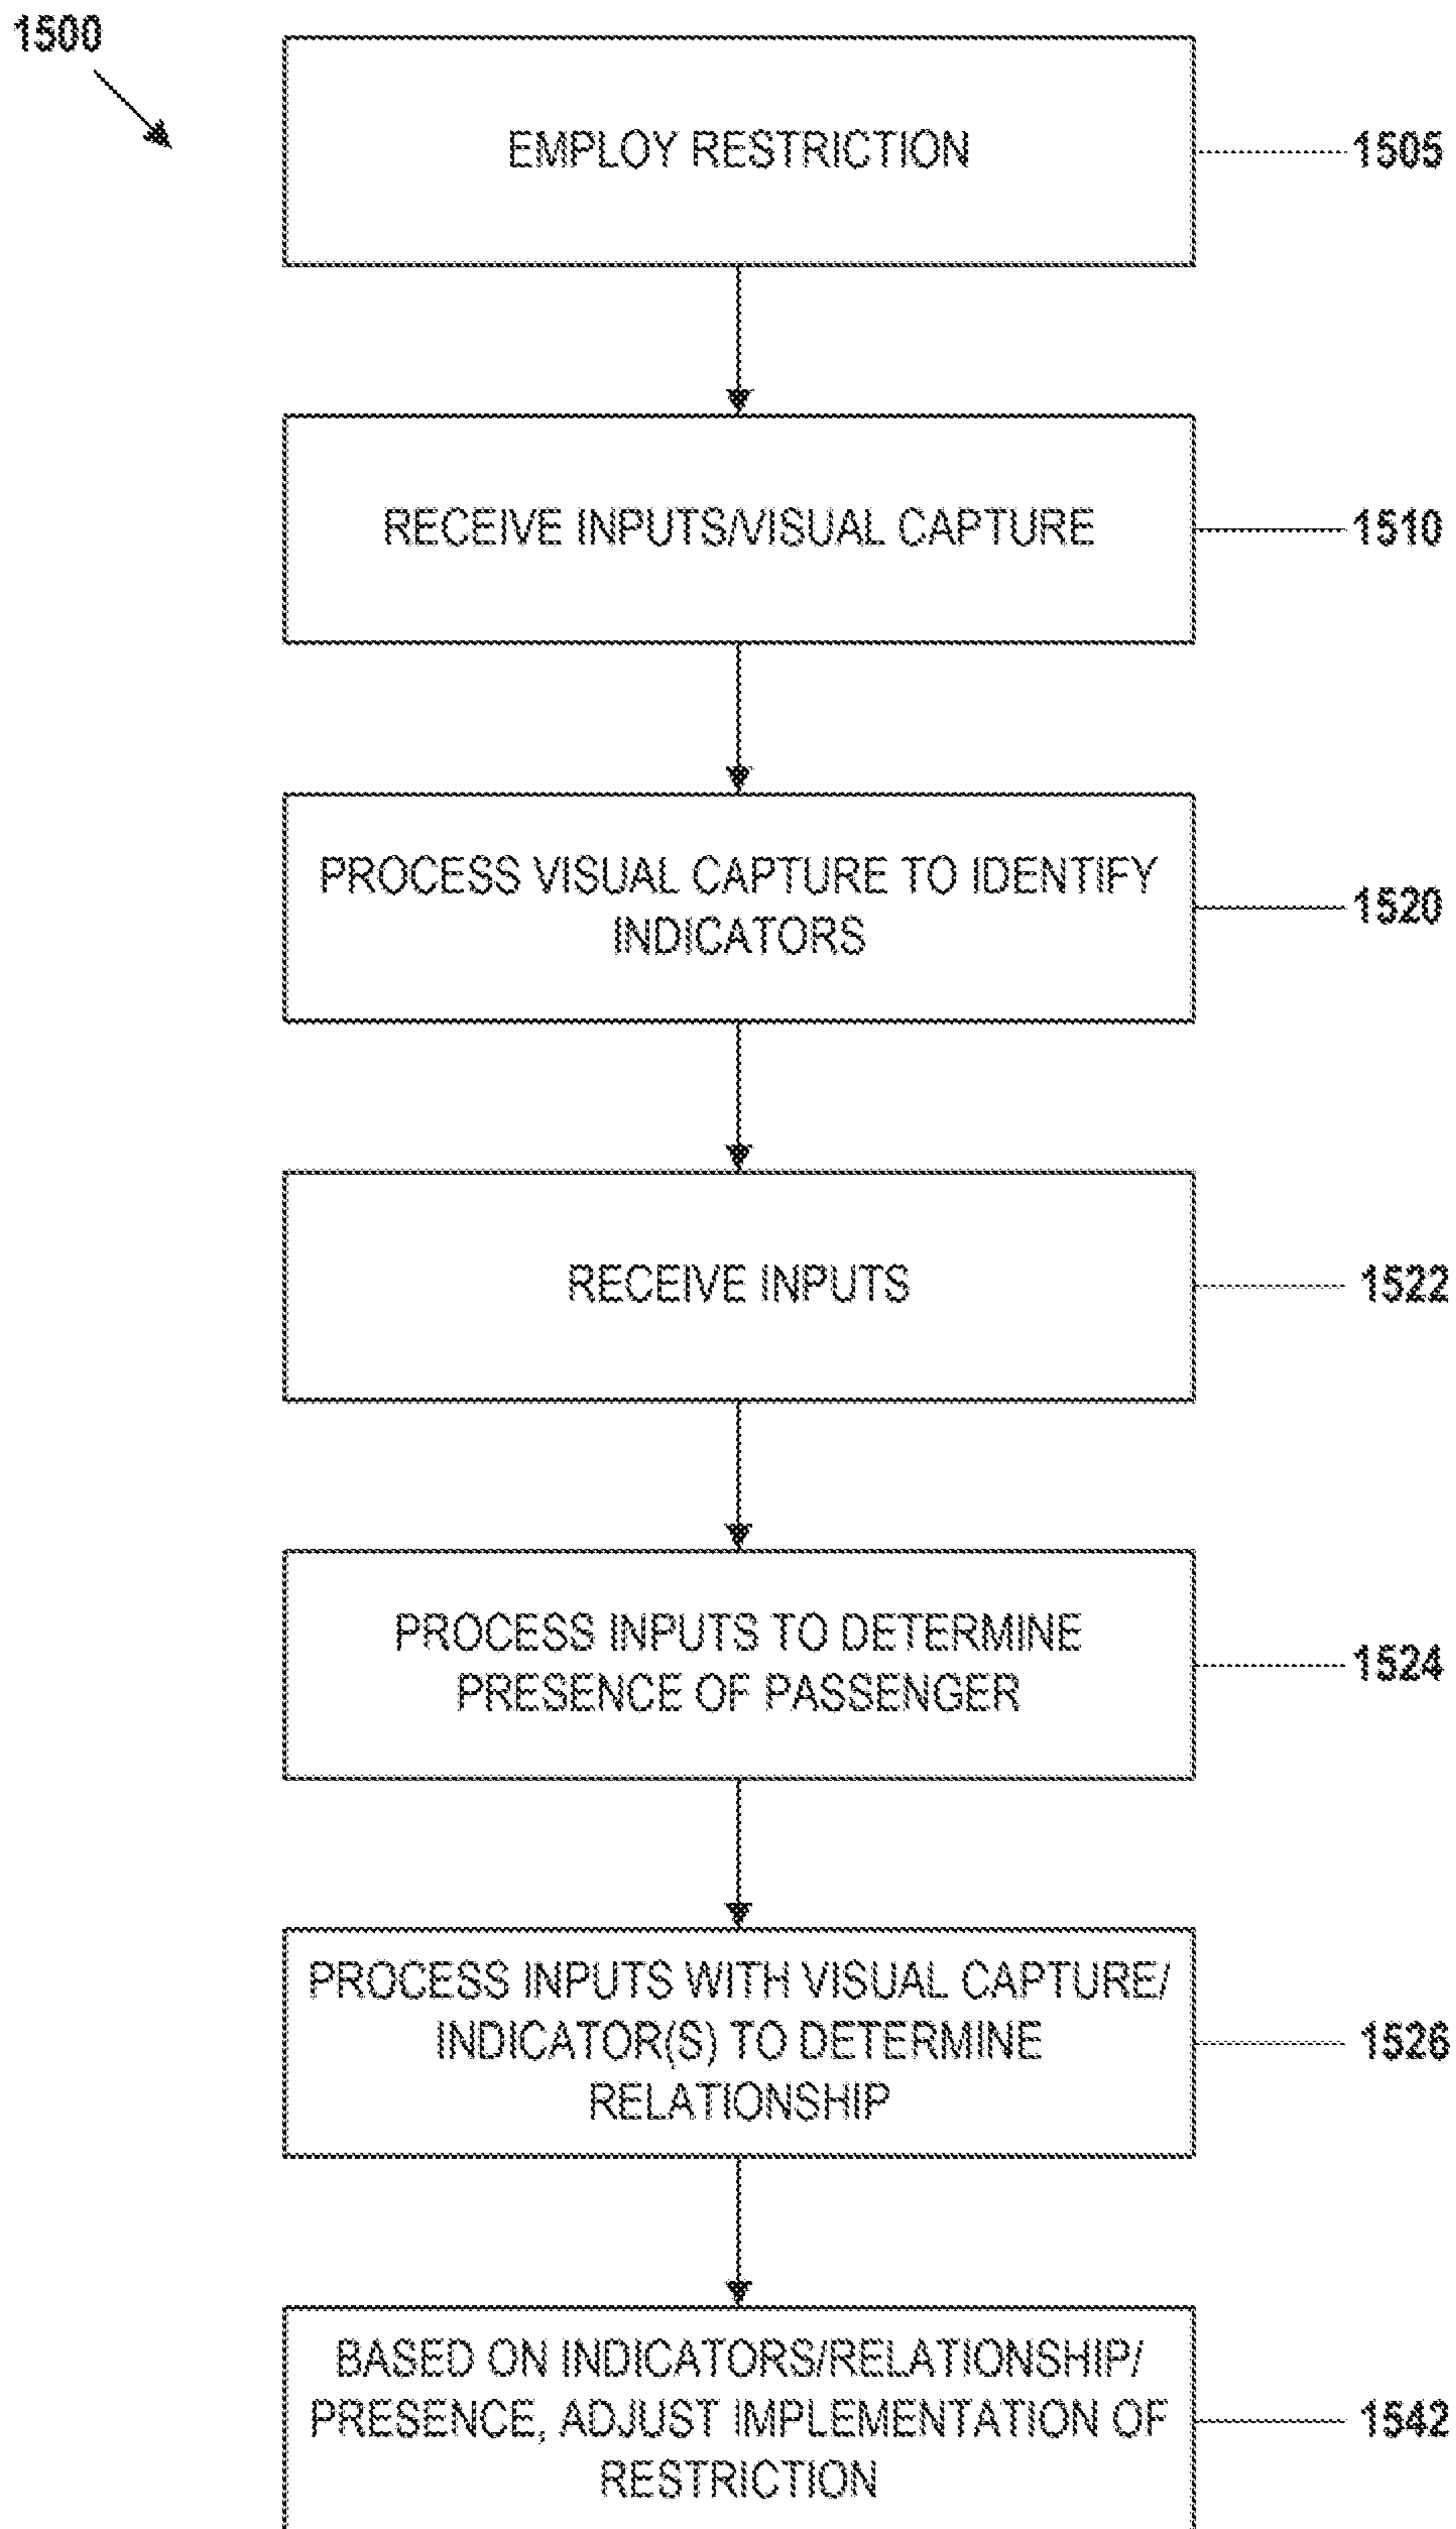 1500
EMPLOY RESTRICTION
1505
RECEIVE INPUTS/VISUAL CAPTURE
1510
PROCESS VISUAL CAPTURE TO IDENTIFY
INDICATORS
1520
RECEIVE INPUTS
1522
PROCESS INPUTS TO DETERMINE
PRESENCE OF PASSENGER
1524
PROCESS INPUTS WITH VISUAL CAPTURE/
INDICATOR(S) TO DETERMINE
RELATIONSHIP
1526
BASED ON INDICATORS/RELATIONSHIP/
PRESENCE, ADJUST IMPLEMENTATION OF
RESTRICTION
1542